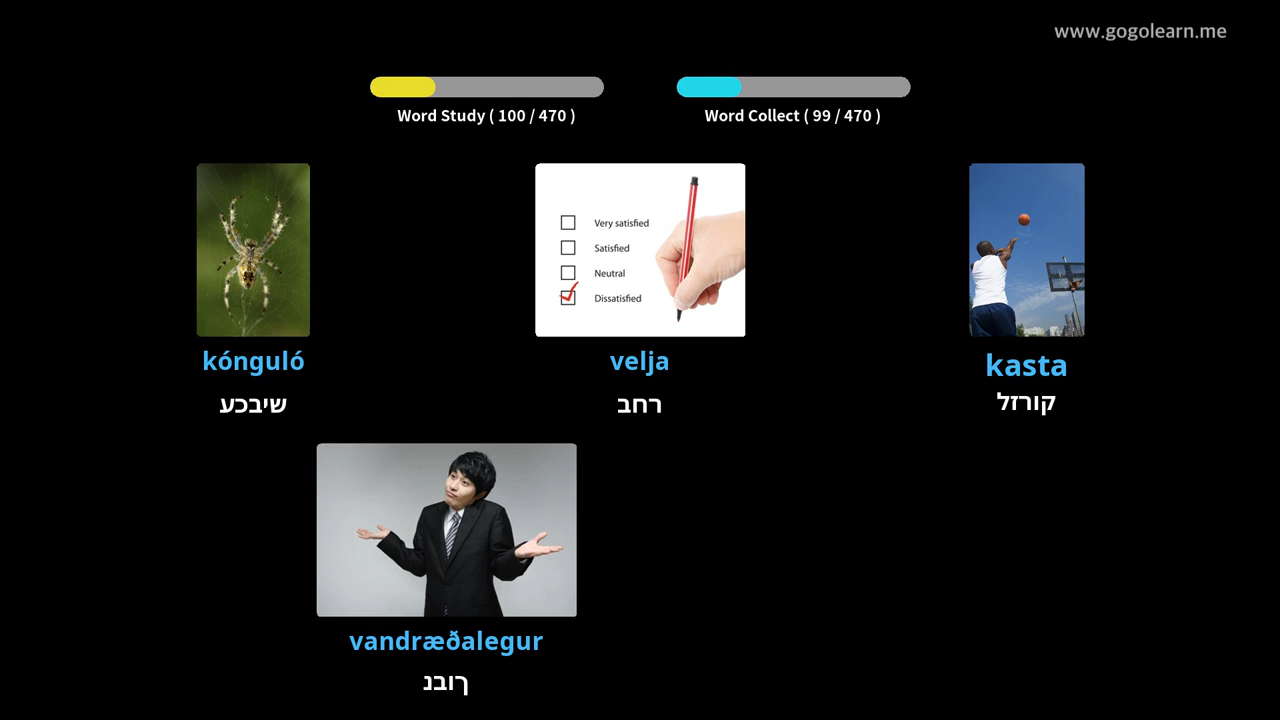 www.gogolearn.me
Word Study ( 100 / 470 )
Word Collect ( 99 / 470 )
Very satisfied
Satisfied
Neutral
Dissatisfied
kónguló
velja
kasta
שיבכע
רחב
קורזל
vandræðalegur
ךובנ